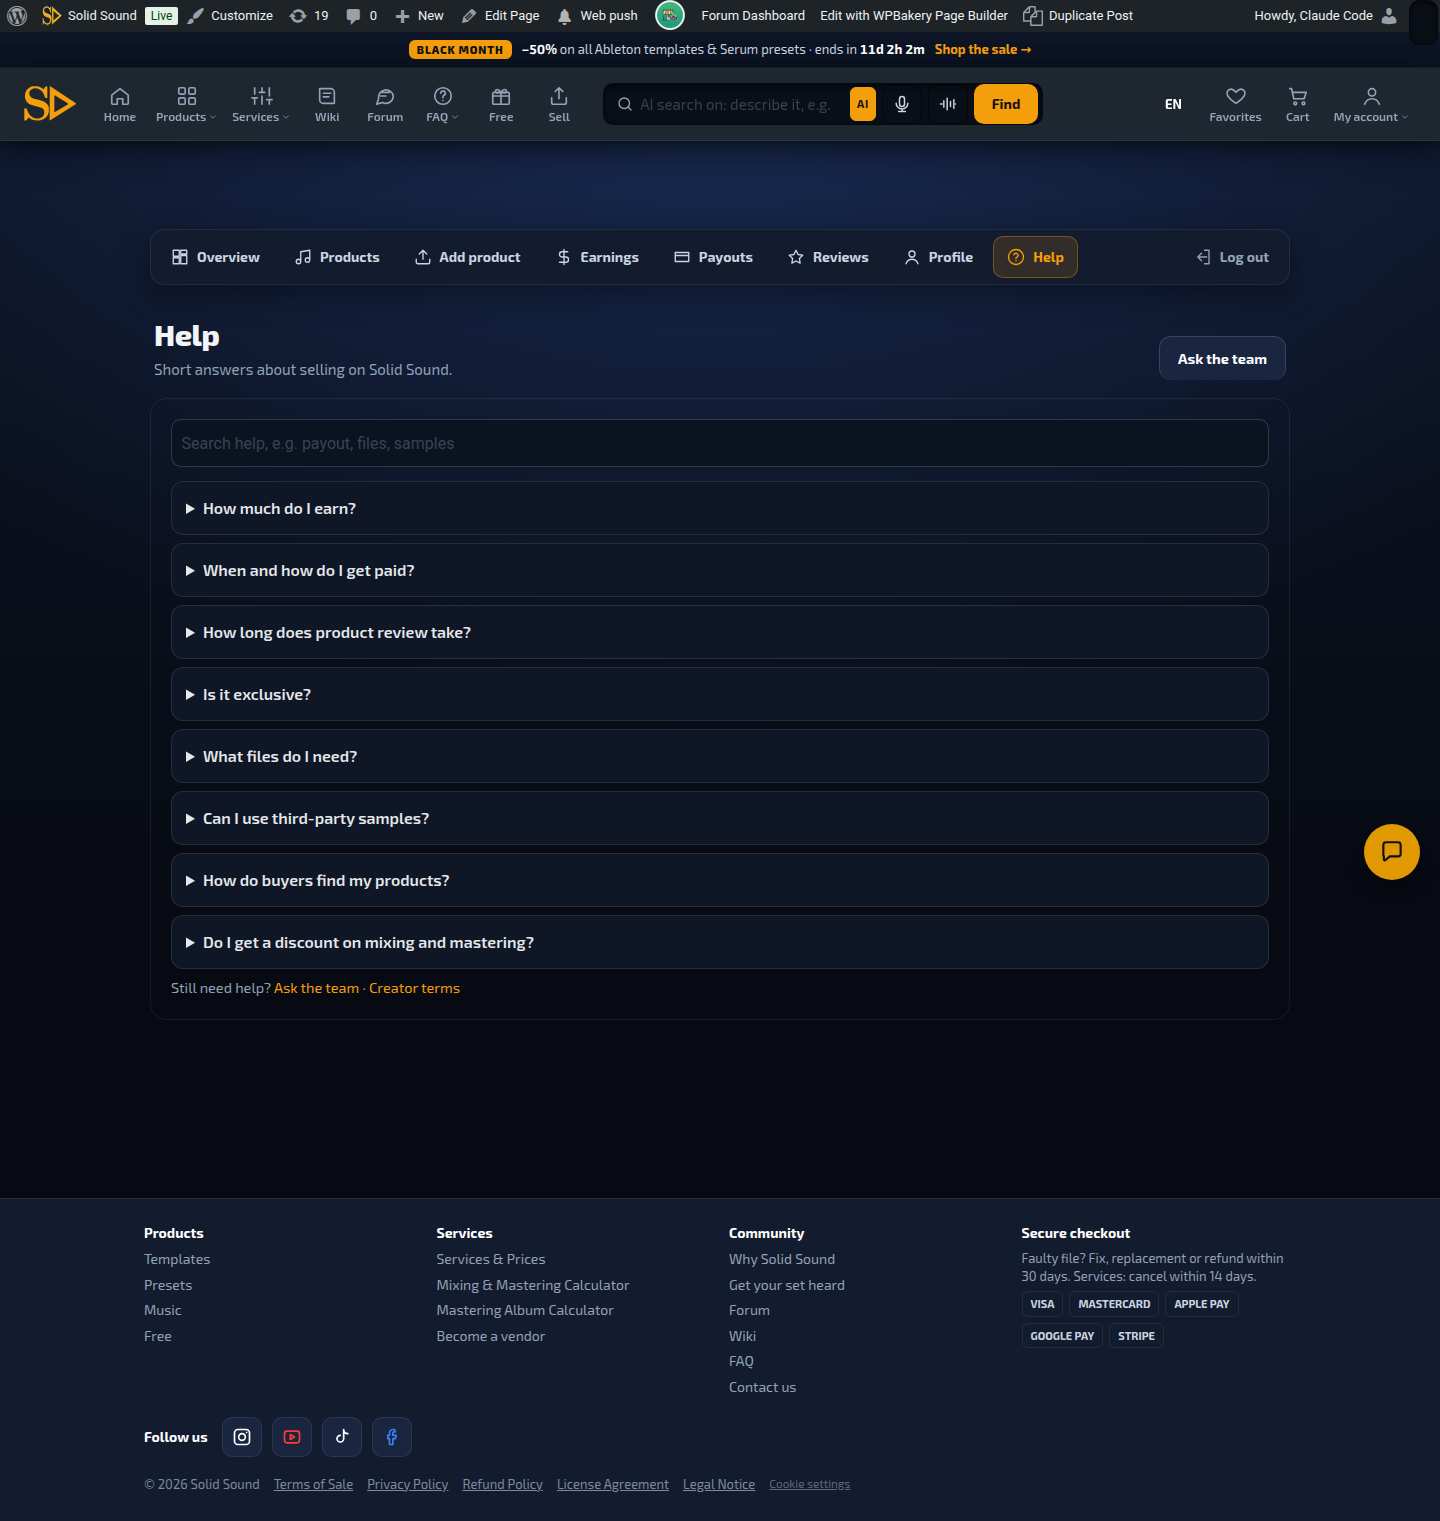 Solid Sound Live Customize 19 0 New Edit Page Web push Forum Dashboard Edit with WPBakery Page Builder Duplicate Post Howdy, Claude Code
BLACK MONTH −50% on all Ableton templates & Serum presets · ends in 11d 2h 2m Shop the sale →
Home Products Services Wiki Forum FAQ Free Sell
AI search on: describe it, e.g. AI Find
EN Favorites Cart My account
Overview Products Add product Earnings Payouts Reviews Profile Help Log out
Help
Short answers about selling on Solid Sound.
Ask the team
Search help, e.g. payout, files, samples
How much do I earn?
When and how do I get paid?
How long does product review take?
Is it exclusive?
What files do I need?
Can I use third-party samples?
How do buyers find my products?
Do I get a discount on mixing and mastering?
Still need help? Ask the team · Creator terms
Products
Templates
Presets
Music
Free
Services
Services & Prices
Mixing & Mastering Calculator
Mastering Album Calculator
Become a vendor
Community
Why Solid Sound
Get your set heard
Forum
Wiki
FAQ
Contact us
Secure checkout
Faulty file? Fix, replacement or refund within
30 days. Services: cancel within 14 days.
VISA MASTERCARD APPLE PAY
GOOGLE PAY STRIPE
Follow us
© 2026 Solid Sound Terms of Sale Privacy Policy Refund Policy License Agreement Legal Notice Cookie settings